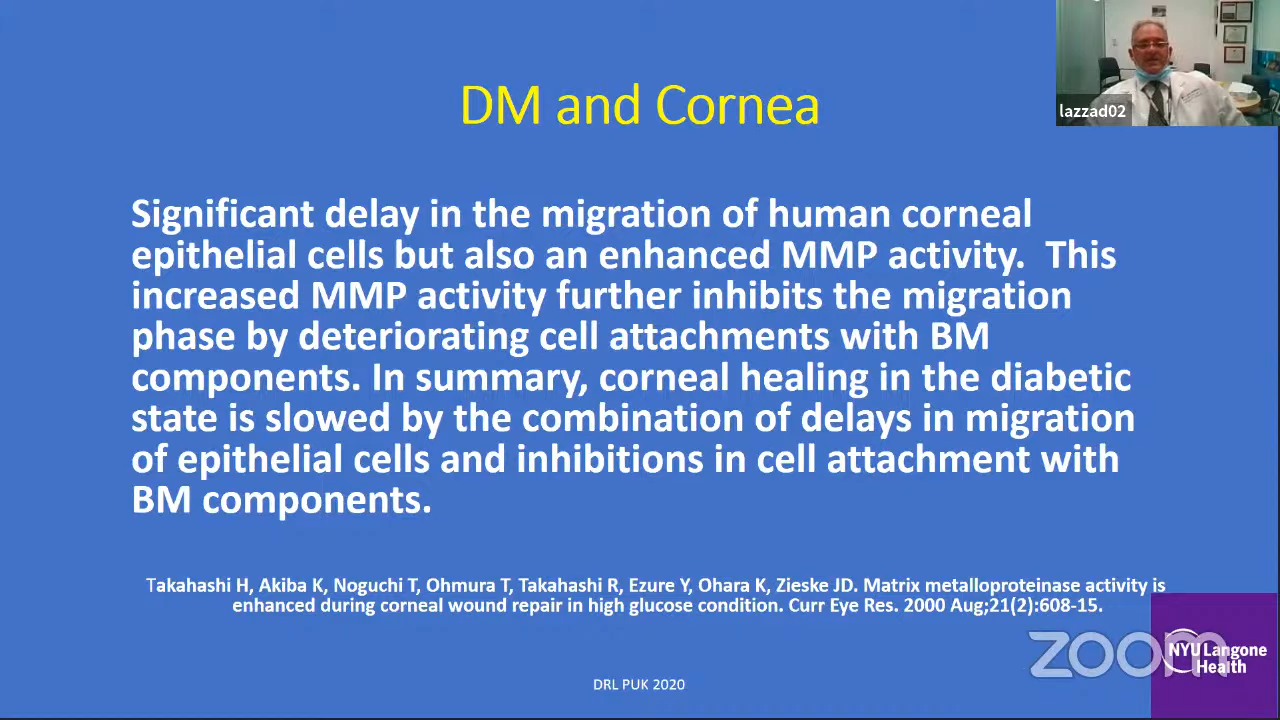 DM and Cornea
lazzad02
Significant delay in the migration of human corneal
epithelial cells but also an enhanced MMP activity.  This
increased MMP activity further inhibits the migration
phase by deteriorating cell attachments with BM
components. In summary, corneal healing in the diabetic
state is slowed by the combination of delays in migration
of epithelial cells and inhibitions in cell attachment with
BM components.
Takahashi H, Akiba K, Noguchi T, Ohmura T, Takahashi R, Ezure Y, Ohara K, Zieske JD. Matrix metalloproteinase activity is
enhanced during corneal wound repair in high glucose condition. Curr Eye Res. 2000 Aug;21(2):608-15.
zoom
NYU Langone
Health
DRL PUK 2020